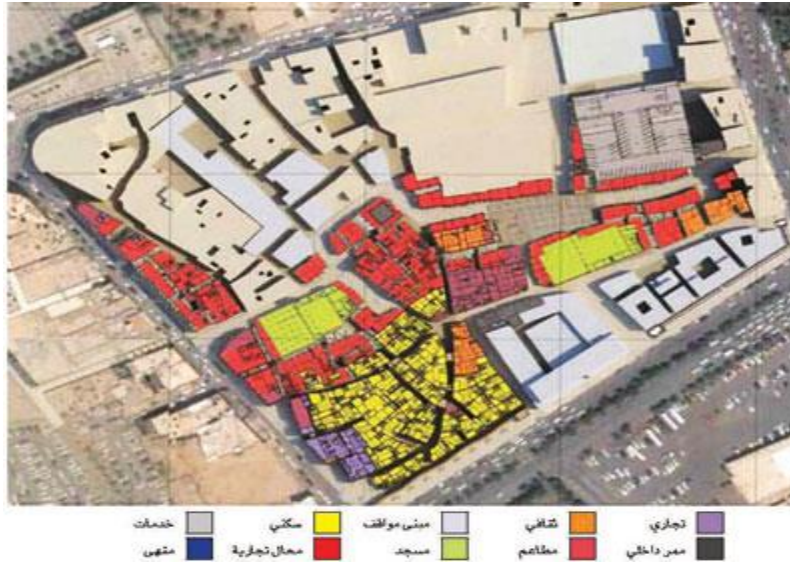 تجاري ثقافي مبنى مواقف سكني خدمات
ممر داخلي مطاعم مسجد محال تجارية مقهى